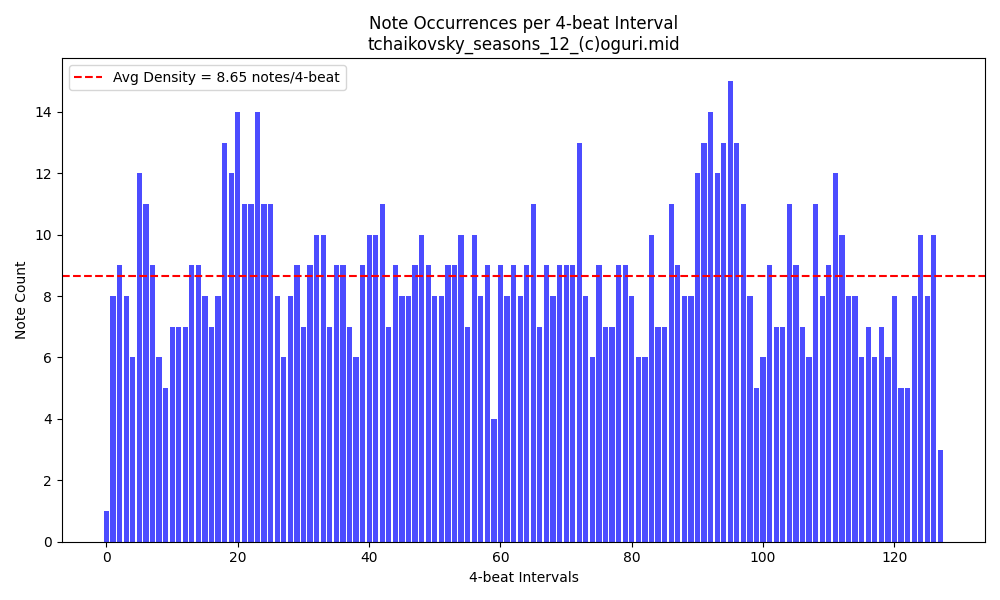 Note Occurrences per 4-beat Interval
tchaikovsky_seasons_12_(c)oguri.mid
Avg Density = 8.65 notes/4-beat
Note Count
14
12
10
8
6
4
2
0
0 20 40 60 80 100 120
4-beat Intervals